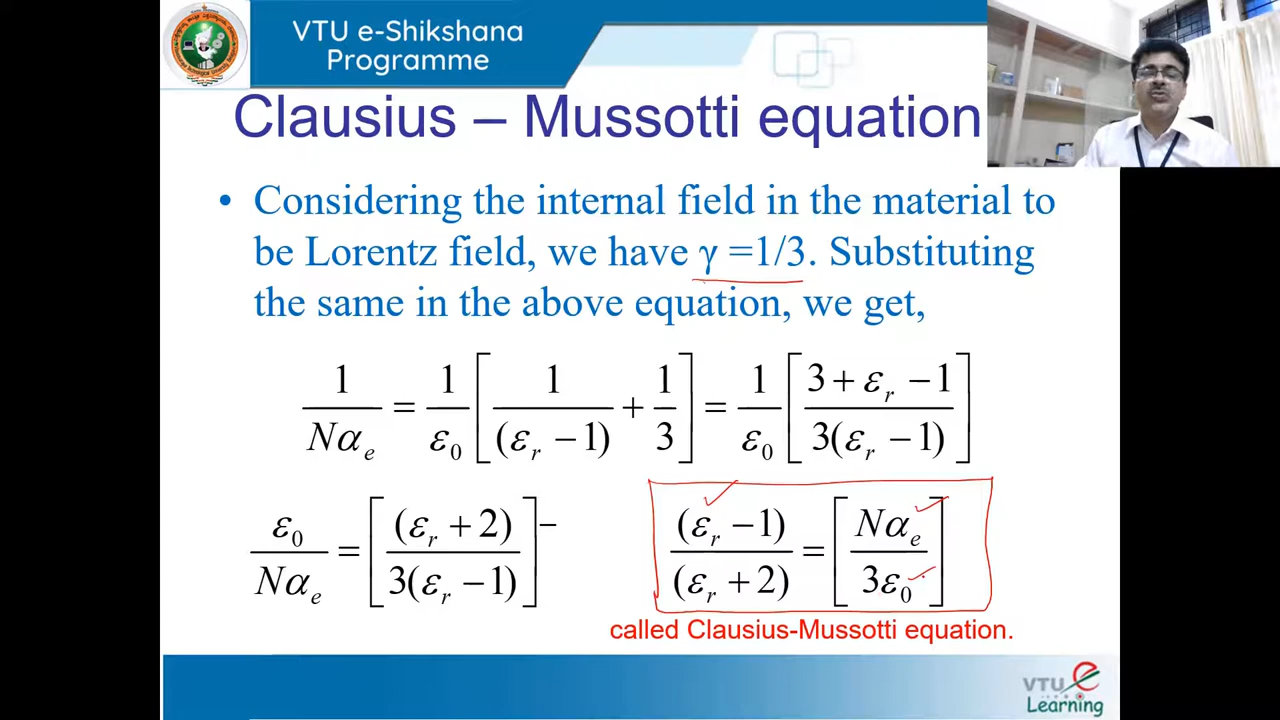 VTU e-Shikshana
Programme
Clausius – Mussotti equation
• Considering the internal field in the material to
be Lorentz field, we have γ =1/3. Substituting
the same in the above equation, we get,
1/(Nα_e) = 1/ε_0 [1/(ε_r − 1) + 1/3] = 1/ε_0 [(3 + ε_r − 1)/(3(ε_r − 1))]
ε_0/(Nα_e) = [(ε_r + 2)/(3(ε_r − 1))] –
(ε_r − 1)/(ε_r + 2) = [Nα_e/(3ε_0)]
called Clausius-Mussotti equation.
VTU e
Learning